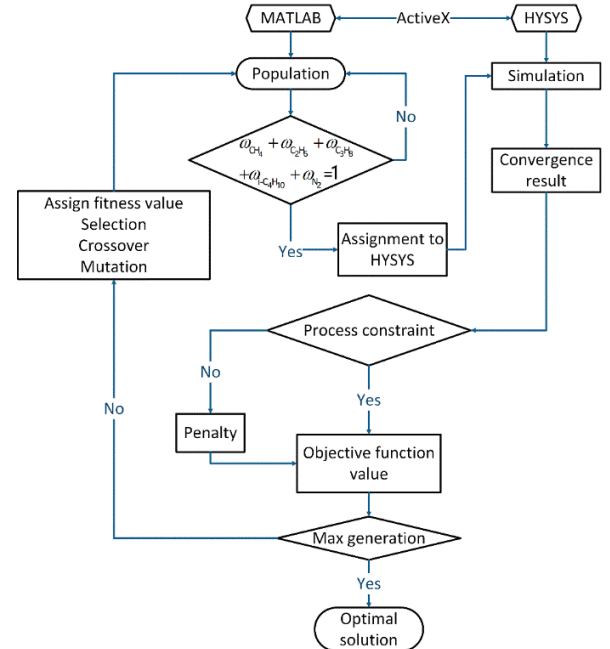 MATLAB
ActiveX
HYSYS
Population
Simulation
No
ω_CH₄ + ω_C₂H₅ + ω_C₃H₈
+ω_i-C₄H₁₀ + ω_N₂ =1
Convergence
result
Assign fitness value
Selection
Crossover
Mutation
Yes
Assignment to
HYSYS
Process constraint
No
Yes
No
Penalty
Objective function
value
Max generation
Yes
Optimal
solution